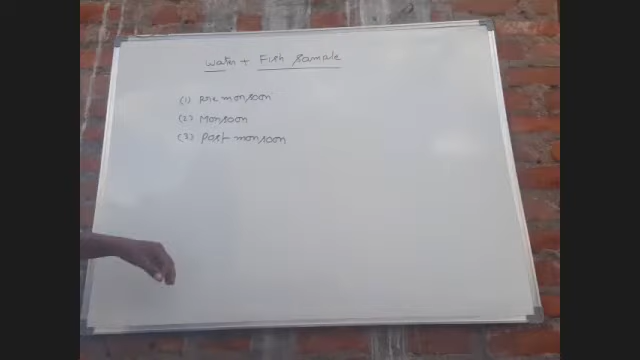 Water + Fish Sample
(1) Pre monsoon
(2) Monsoon
(3) Post monsoon